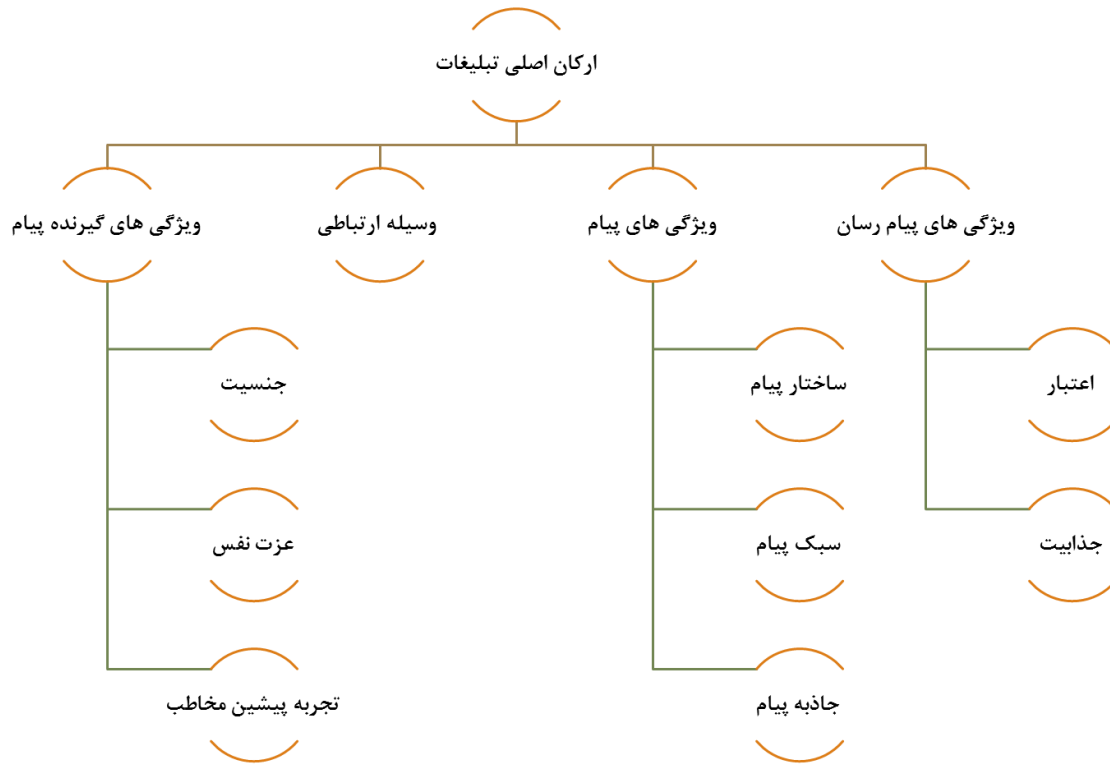 ارکان اصلی تبلیغات
ویژگی های پیام رسان
ویژگی های پیام
وسیله ارتباطی
ویژگی های گیرنده پیام
اعتبار
ساختار پیام
جنسیت
جذابیت
سبک پیام
عزت نفس
جاذبه پیام
تجربه پیشین مخاطب